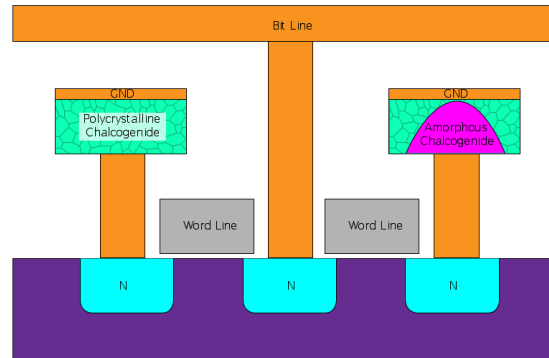 Bit Line
GND
GND
Polycrystalline
Chalcogenide
Amorphous
Chalcogenide
Word Line
Word Line
N
N
N